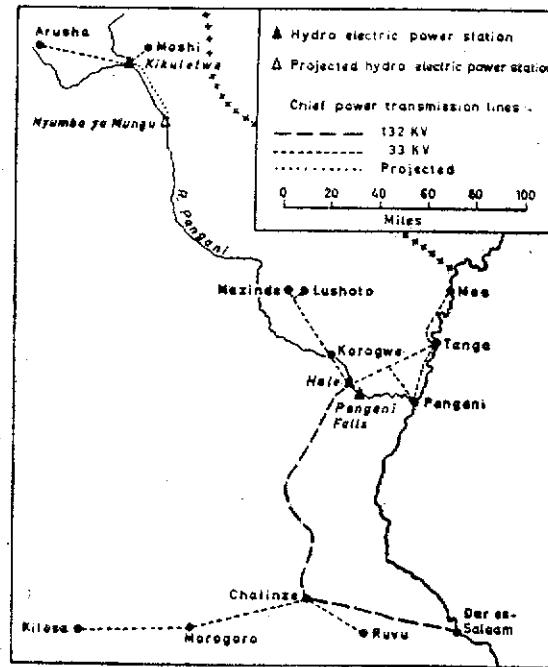 Hydro electric power station
Projected hydro electric power station
Chief power transmission lines
132 KV
33 KV
Projected
0 20 40 60 80 100
Miles
Arusha
Moshi
Kikuletwa
Nyumba ya Mungu
R. Pangani
Mazinde
Lushoto
Moa
Korogwe
Tanga
Hale
Pangani
Falls
Pangani
Chalinze
Dar es-
Salaam
Kilosa
Morogoro
Ruvu